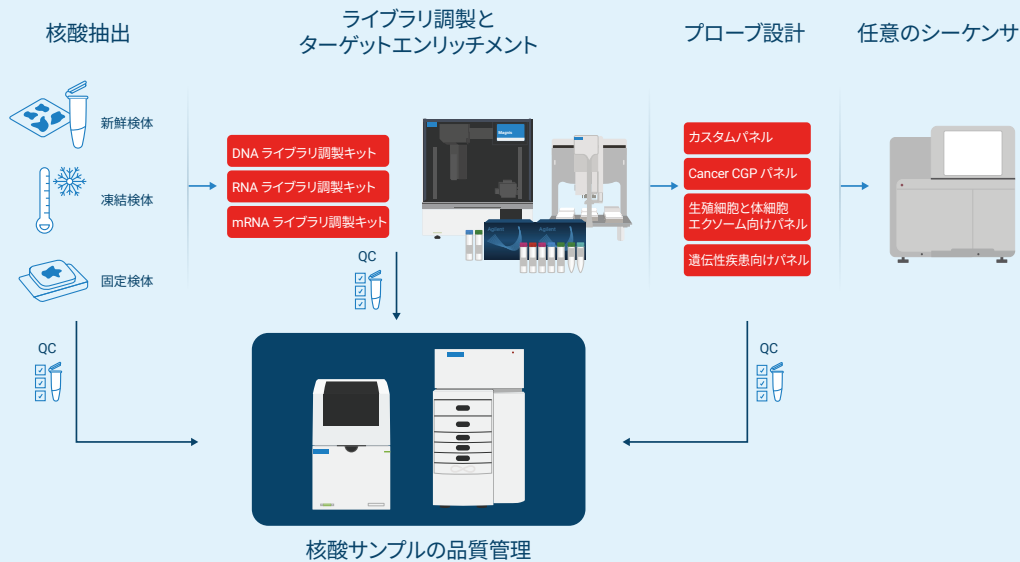 核酸抽出
ライブラリ調製と
ターゲットエンリッチメント
プローブ設計
任意のシーケンサ
新鮮検体
凍結検体
固定検体
DNA ライブラリ調製キット
RNA ライブラリ調製キット
mRNA ライブラリ調製キット
Magnis
Agilent
Agilent
カスタムパネル
Cancer CGP パネル
生殖細胞と体細胞
エクソーム向けパネル
遺伝性疾患向けパネル
QC
QC
QC
核酸サンプルの品質管理